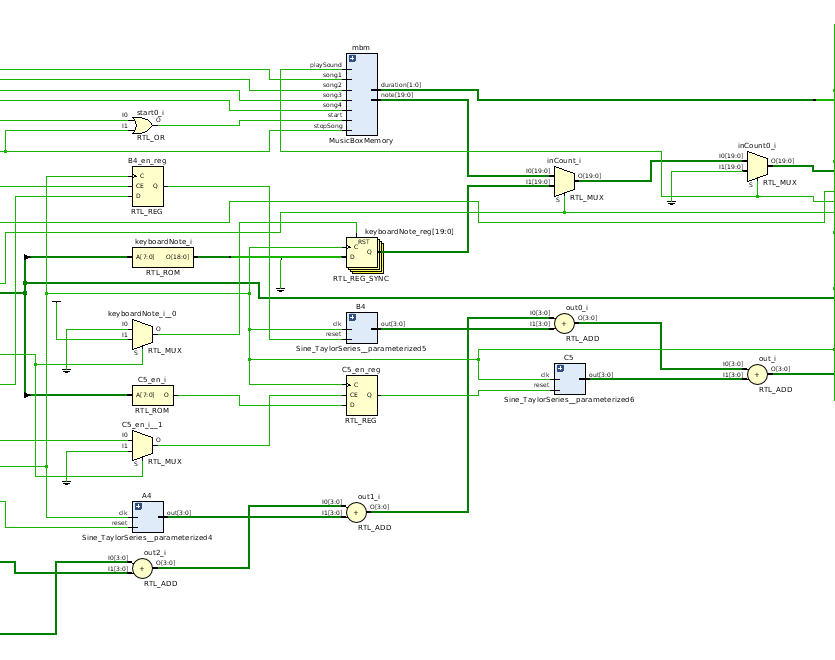 mbm
playSound
song1
duration[1:0]
song2
note[19:0]
song3
song4
start
stopSong
MusicBoxMemory
start0_i
I0
O
I1
RTL_OR
B4_en_reg
C
CE
Q
D
RTL_REG
inCount_i
I0[19:0]
O[19:0]
I1[19:0]
S
RTL_MUX
inCount0_i
I0[19:0]
O[19:0]
I1[19:0]
S
RTL_MUX
keyboardNote_reg[19:0]
RST
C
Q
D
RTL_REG_SYNC
keyboardNote_i
A[7:0]
O[18:0]
RTL_ROM
keyboardNote_i__0
I0
O
I1
S
RTL_MUX
B4
clk
out[3:0]
reset
Sine_TaylorSeries__parameterized5
out0_i
I0[3:0]
O[3:0]
I1[3:0]
+
RTL_ADD
C5
clk
out[3:0]
reset
Sine_TaylorSeries__parameterized6
out_i
I0[3:0]
O[3:0]
I1[3:0]
+
RTL_ADD
C5_en_i
A[7:0]
O
RTL_ROM
C5_en_reg
C
CE
Q
D
RTL_REG
C5_en_i__1
I0
O
I1
S
RTL_MUX
A4
clk
out[3:0]
reset
Sine_TaylorSeries__parameterized4
out1_i
I0[3:0]
O[3:0]
I1[3:0]
+
RTL_ADD
out2_i
I0[3:0]
O[3:0]
I1[3:0]
+
RTL_ADD